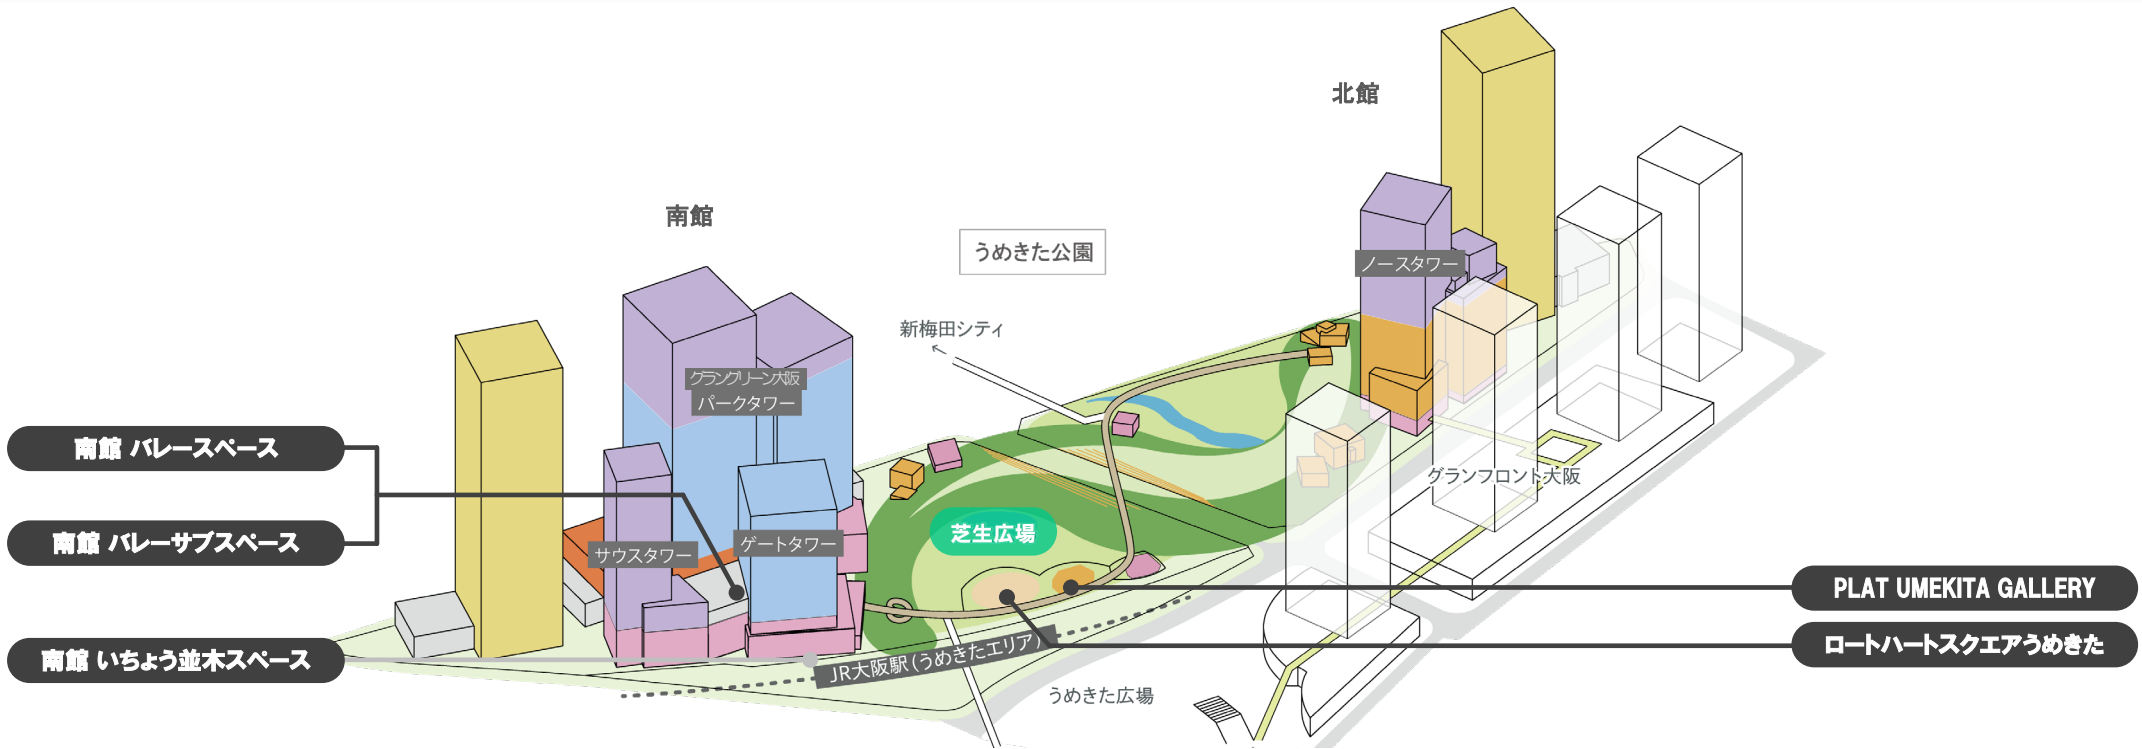 北館
南館
うめきた公園
ノースタワー
新梅田シティ
←
グラングリーン大阪
パークタワー
南館 バレースペース
グランフロント大阪
芝生広場
南館 バレーサブスペース
サウスタワー
ゲートタワー
PLAT UMEKITA GALLERY
ロートハートスクエアうめきた
南館 いちょう並木スペース
JR大阪駅(うめきたエリア)
うめきた広場